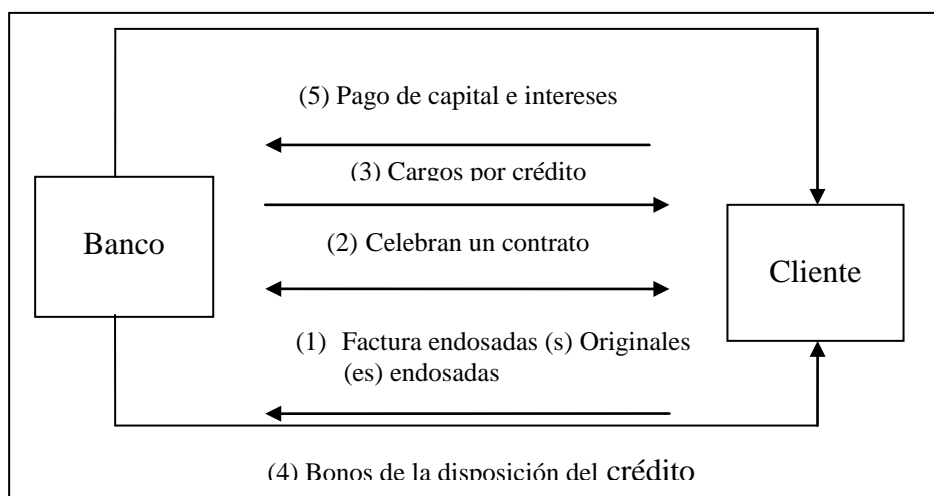 (5) Pago de capital e intereses
(3) Cargos por crédito
Banco
(2) Celebran un contrato
Cliente
(1) Factura endosadas (s) Originales
(es) endosadas
(4) Bonos de la disposición del crédito